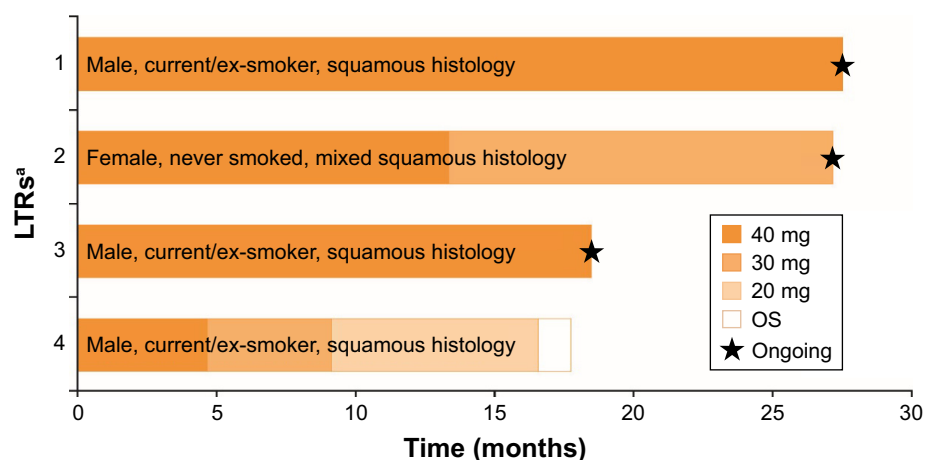 LTRsᵃ
1
Male, current/ex-smoker, squamous histology
2
Female, never smoked, mixed squamous histology
3
Male, current/ex-smoker, squamous histology
4
Male, current/ex-smoker, squamous histology
40 mg
30 mg
20 mg
OS
Ongoing
0 5 10 15 20 25 30
Time (months)